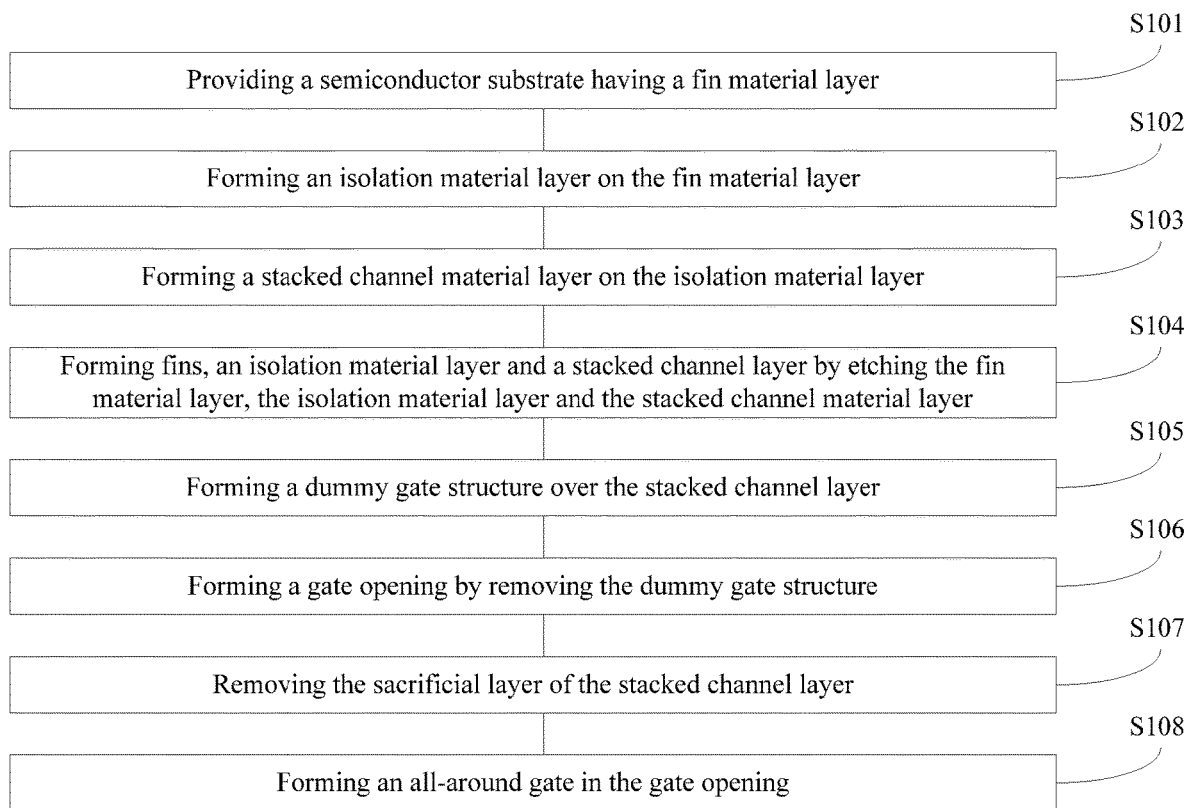 S101
Providing a semiconductor substrate having a fin material layer
S102
Forming an isolation material layer on the fin material layer
S103
Forming a stacked channel material layer on the isolation material layer
S104
Forming fins, an isolation material layer and a stacked channel layer by etching the fin
material layer, the isolation material layer and the stacked channel material layer
S105
Forming a dummy gate structure over the stacked channel layer
S106
Forming a gate opening by removing the dummy gate structure
S107
Removing the sacrificial layer of the stacked channel layer
S108
Forming an all-around gate in the gate opening